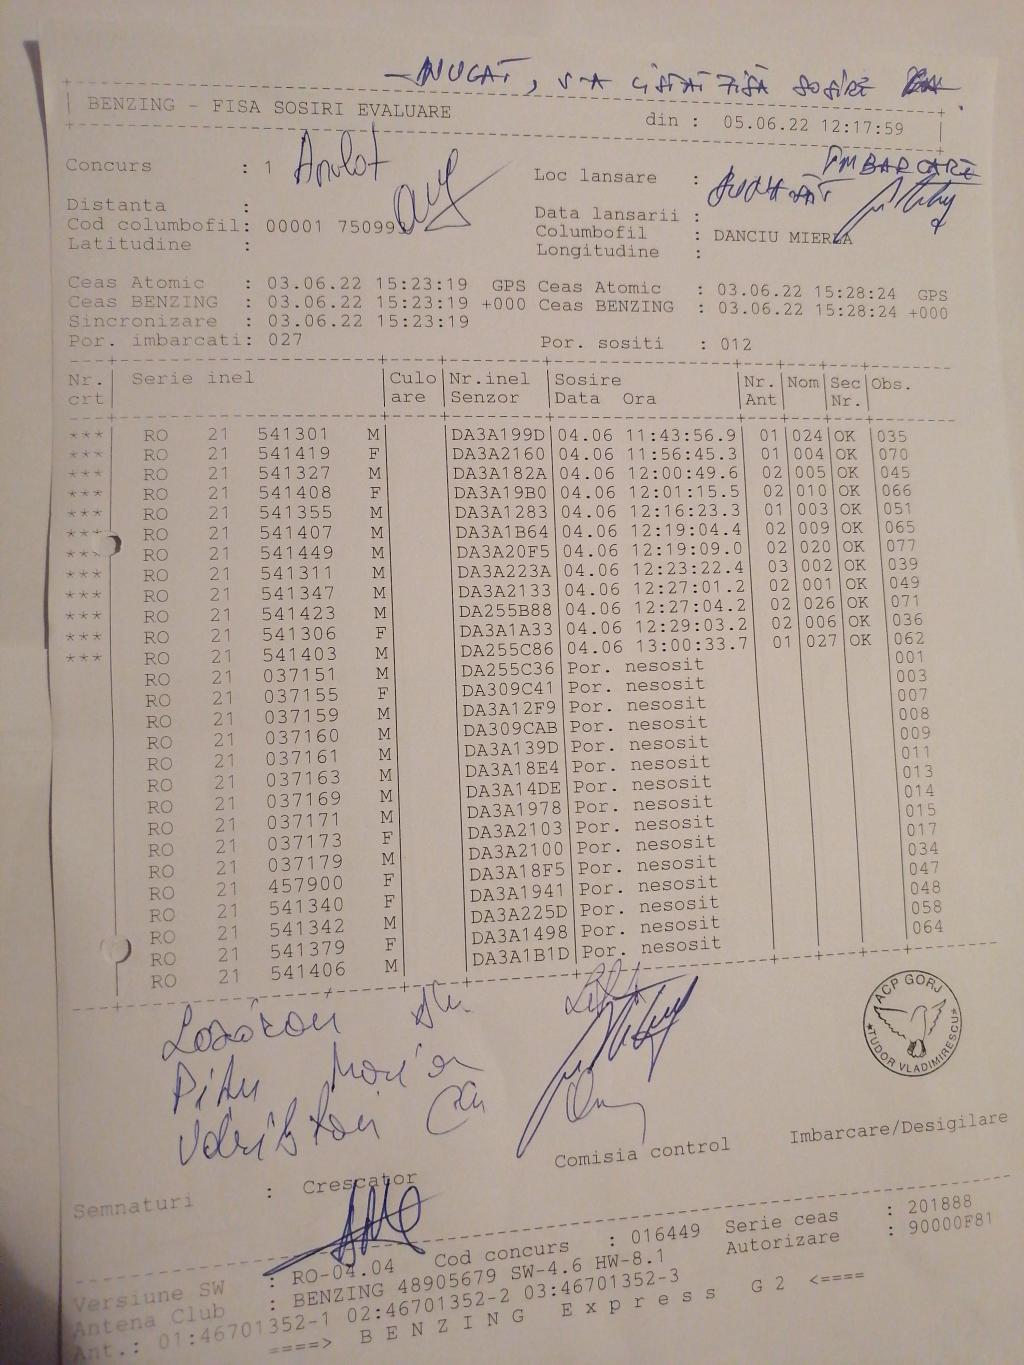 - NUGAT, S-A LISTAT FISĂ SOSIRE
BENZING - FISA SOSIRI EVALUARE din : 05.06.22 12:17:59
ÎMBARCARE
Concurs : 1 Anulat Loc lansare :
Distanta : Data lansarii :
Cod columbofil: 00001 750999 Columbofil : DANCIU MIERLA
Latitudine : Longitudine :
Ceas Atomic : 03.06.22 15:23:19 GPS Ceas Atomic : 03.06.22 15:28:24 GPS
Ceas BENZING : 03.06.22 15:23:19 +000 Ceas BENZING : 03.06.22 15:28:24 +000
Sincronizare : 03.06.22 15:23:19
Por. imbarcati: 027 Por. sositi : 012
Nr. Serie inel Culo Nr.inel Sosire Nr. Nom Sec Obs.
crt are Senzor Data Ora Ant Nr.
*** RO 21 541301 M DA3A199D 04.06 11:43:56.9 01 024 OK 035
*** RO 21 541419 F DA3A2160 04.06 11:56:45.3 01 004 OK 070
*** RO 21 541327 M DA3A182A 04.06 12:00:49.6 02 005 OK 045
*** RO 21 541408 F DA3A19B0 04.06 12:01:15.5 02 010 OK 066
*** RO 21 541355 M DA3A1283 04.06 12:16:23.3 01 003 OK 051
*** RO 21 541407 M DA3A1B64 04.06 12:19:04.4 02 009 OK 065
*** RO 21 541449 M DA3A20F5 04.06 12:19:09.0 02 020 OK 077
*** RO 21 541311 M DA3A223A 04.06 12:23:22.4 03 002 OK 039
*** RO 21 541347 M DA3A2133 04.06 12:27:01.2 02 001 OK 049
*** RO 21 541423 M DA255B88 04.06 12:27:04.2 02 026 OK 071
*** RO 21 541306 F DA3A1A33 04.06 12:29:03.2 02 006 OK 036
*** RO 21 541403 M DA255C86 04.06 13:00:33.7 01 027 OK 062
RO 21 037151 M DA255C36 Por. nesosit 001
RO 21 037155 F DA309C41 Por. nesosit 003
RO 21 037159 M DA3A12F9 Por. nesosit 007
RO 21 037160 M DA309CAB Por. nesosit 008
RO 21 037161 M DA3A139D Por. nesosit 009
RO 21 037163 M DA3A18E4 Por. nesosit 011
RO 21 037169 M DA3A14DE Por. nesosit 013
RO 21 037171 M DA3A1978 Por. nesosit 014
RO 21 037173 F DA3A2103 Por. nesosit 015
RO 21 037179 M DA3A2100 Por. nesosit 017
RO 21 457900 F DA3A18F5 Por. nesosit 034
RO 21 541340 F DA3A1941 Por. nesosit 047
RO 21 541342 M DA3A225D Por. nesosit 048
RO 21 541379 F DA3A1498 Por. nesosit 058
RO 21 541406 M DA3A1B1D Por. nesosit 064
ACP GORJ
*TUDOR VLADIMIRESCU*
Semnaturi : Crescator Comisia control Imbarcare/Desigilare
Versiune SW : RO-04.04 Cod concurs : 016449 Serie ceas : 201888
Antena Club : BENZING 48905679 SW-4.6 HW-8.1 Autorizare : 90000F81
Ant.: 01:46701352-1 02:46701352-2 03:46701352-3
====> BENZING Express G2 <====